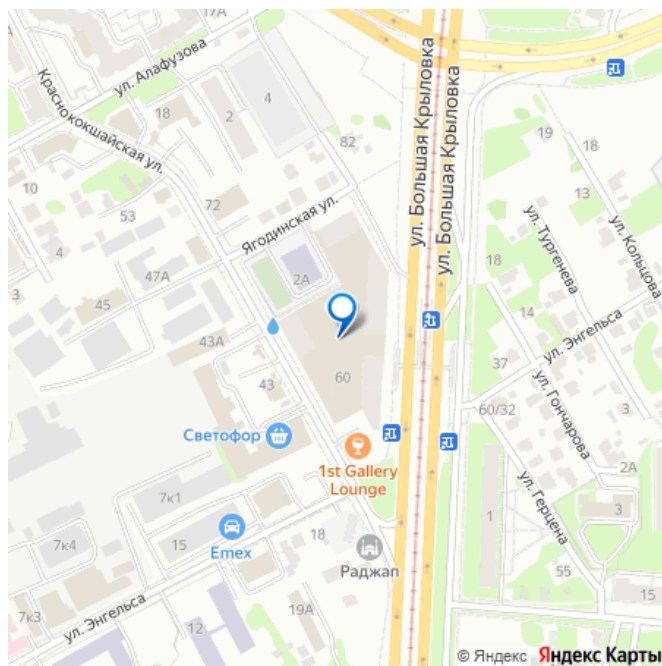 17А
ул. Алафузова
Краснококшайская ул.
18
2
4
82
ул. Большая Крыловка
ул. Большая Крыловка
19
18
13
ул. Кольцова
ул. Тургенева
10
4
53
72
Ягодинская ул.
47А
2А
3
45
18
14
43А
37
ул. Энгельса
43
60
Светофор
60/32
ул. Гончарова
3
1st Gallery
Lounge
2А
7к1
3
ул. Герцена
1
15
Emex
18
7к4
Раджап
55
15
7к3
19А
ул. Энгельса
12
© Яндекс Яндекс Карты